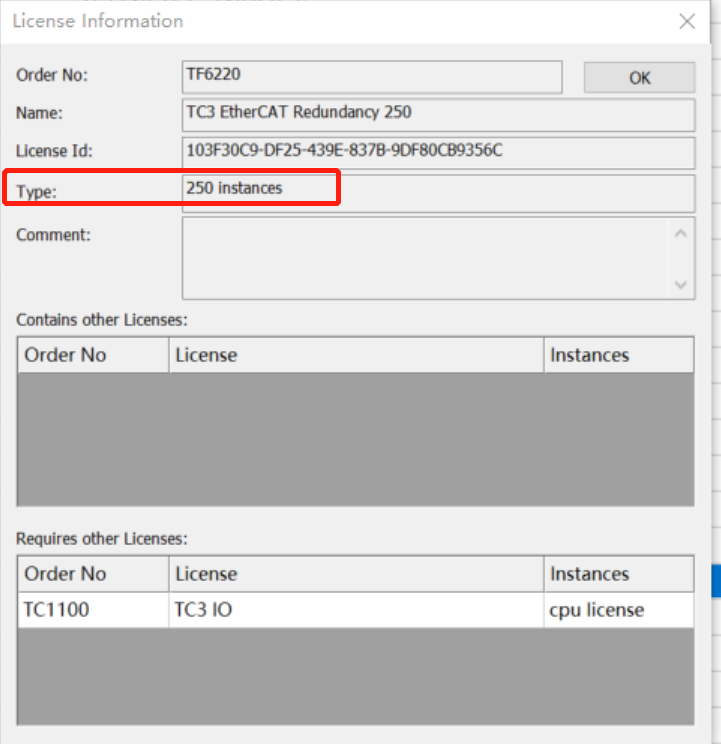 License Information
Order No: TF6220 OK
Name: TC3 EtherCAT Redundancy 250
License Id: 103F30C9-DF25-439E-837B-9DF80CB9356C
Type: 250 instances
Comment:
Contains other Licenses:
Order No License Instances
Requires other Licenses:
Order No License Instances
TC1100 TC3 IO cpu license